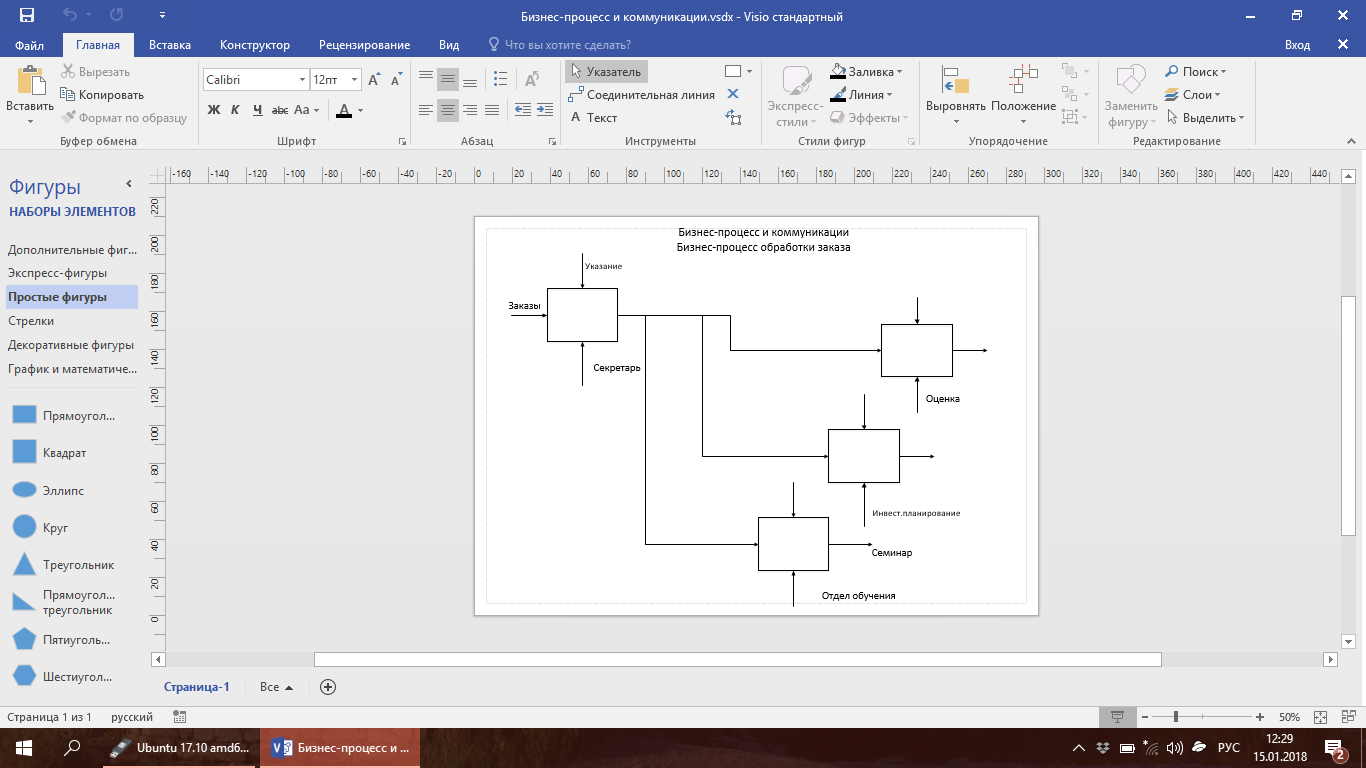 Бизнес-процесс и коммуникации.vsdx - Visio стандартный
Файл Главная Вставка Конструктор Рецензирование Вид Что вы хотите сделать? Вход
Вставить
Вырезать
Копировать
Формат по образцу
Буфер обмена
Calibri 12пт A A
Ж К Ч abc Aa A
Шрифт
Абзац
Указатель
Соединительная линия
A Текст
Инструменты
Экспресс-стили
Заливка
Линия
Эффекты
Стили фигур
Выровнять Положение
Упорядочение
Заменить фигуру
Поиск
Слои
Выделить
Редактирование
-160 -140 -120 -100 -80 -60 -40 -20 0 20 40 60 80 100 120 140 160 180 200 220 240 260 280 300 320 340 360 380 400 420 440
220
200
180
160
140
120
100
80
60
40
20
0
Фигуры
НАБОРЫ ЭЛЕМЕНТОВ
Дополнительные фиг...
Экспресс-фигуры
Простые фигуры
Стрелки
Декоративные фигуры
График и математиче...
Прямоугол...
Квадрат
Эллипс
Круг
Треугольник
Прямоугол...
треугольник
Пятиуголь...
Шестиугол...
Бизнес-процесс и коммуникации
Бизнес-процесс обработки заказа
Указание
Заказы
Секретарь
Оценка
Инвест.планирование
Семинар
Отдел обучения
Страница-1 Все
Страница 1 из 1 русский 50%
Ubuntu 17.10 amd6...
Бизнес-процесс и ...
РУС
12:29
15.01.2018
2